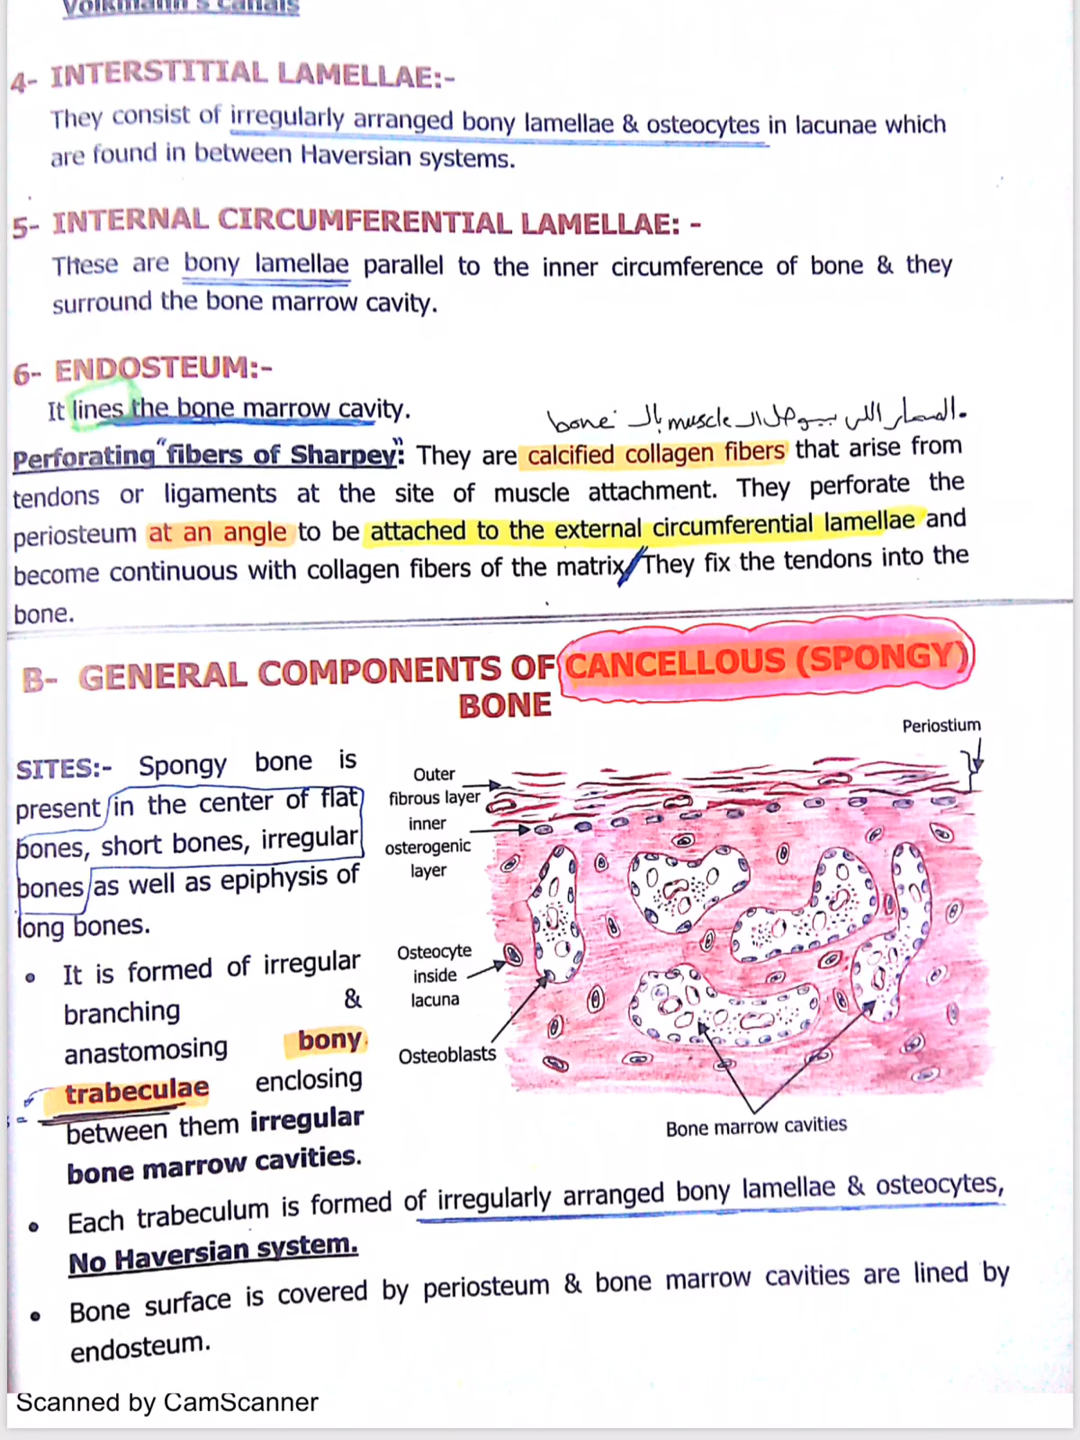 Volkmann's canals
4- INTERSTITIAL LAMELLAE:-
They consist of irregularly arranged bony lamellae & osteocytes in lacunae which
are found in between Haversian systems.
5- INTERNAL CIRCUMFERENTIAL LAMELLAE: -
These are bony lamellae parallel to the inner circumference of bone & they
surround the bone marrow cavity.
6- ENDOSTEUM:-
It lines the bone marrow cavity.
المسمار اللي بيوصل ال muscle بال bone
Perforating "fibers of Sharpey": They are calcified collagen fibers that arise from
tendons or ligaments at the site of muscle attachment. They perforate the
periosteum at an angle to be attached to the external circumferential lamellae and
become continuous with collagen fibers of the matrix/They fix the tendons into the
bone.
B- GENERAL COMPONENTS OF CANCELLOUS (SPONGY)
BONE
SITES:- Spongy bone is
present in the center of flat
bones, short bones, irregular
bones as well as epiphysis of
long bones.
• It is formed of irregular
branching &
anastomosing bony
trabeculae enclosing
between them irregular
bone marrow cavities.
Periostium
Outer
fibrous layer
inner
osterogenic
layer
Osteocyte
inside
lacuna
Osteoblasts
Bone marrow cavities
• Each trabeculum is formed of irregularly arranged bony lamellae & osteocytes,
No Haversian system.
• Bone surface is covered by periosteum & bone marrow cavities are lined by
endosteum.
Scanned by CamScanner